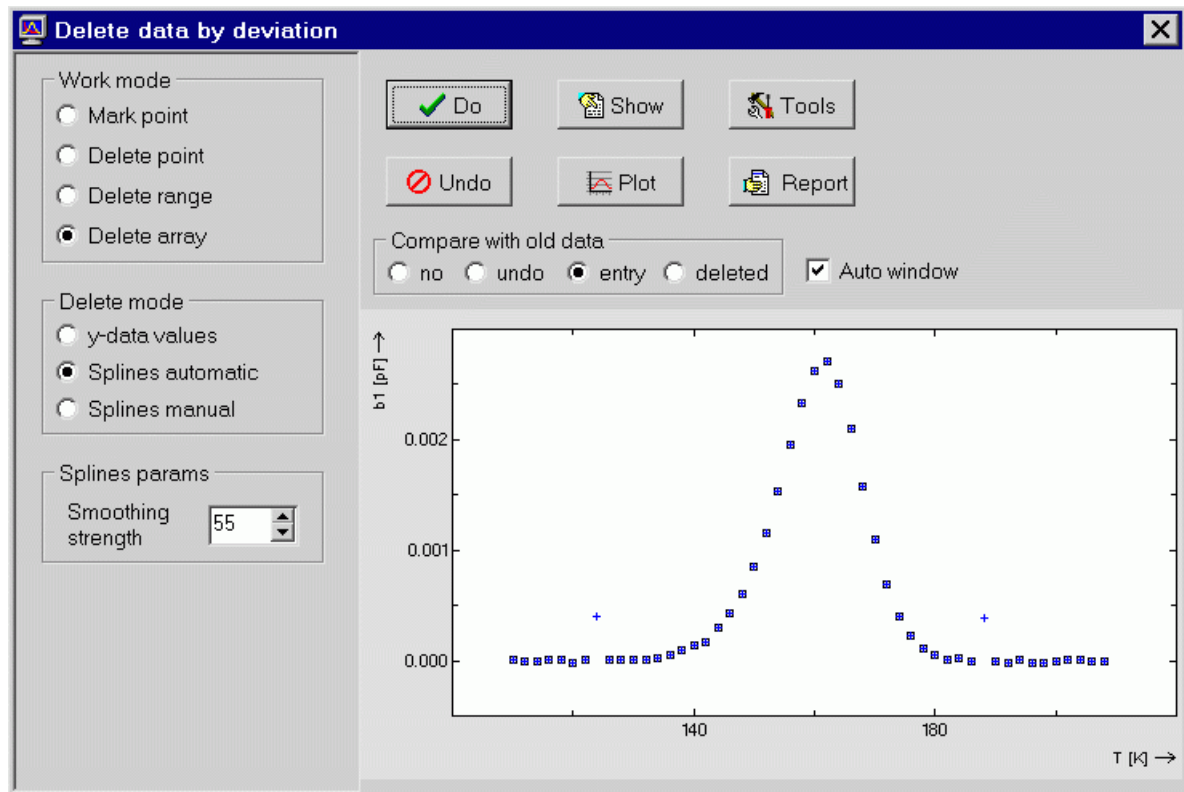 Delete data by deviation
Work mode
Mark point
Delete point
Delete range
Delete array
Delete mode
y-data values
Splines automatic
Splines manual
Splines params
Smoothing
strength
55
Do
Show
Tools
Undo
Plot
Report
Compare with old data
no
undo
entry
deleted
Auto window
b1 [pF]
0.002
0.001
0.000
140
180
T [K]